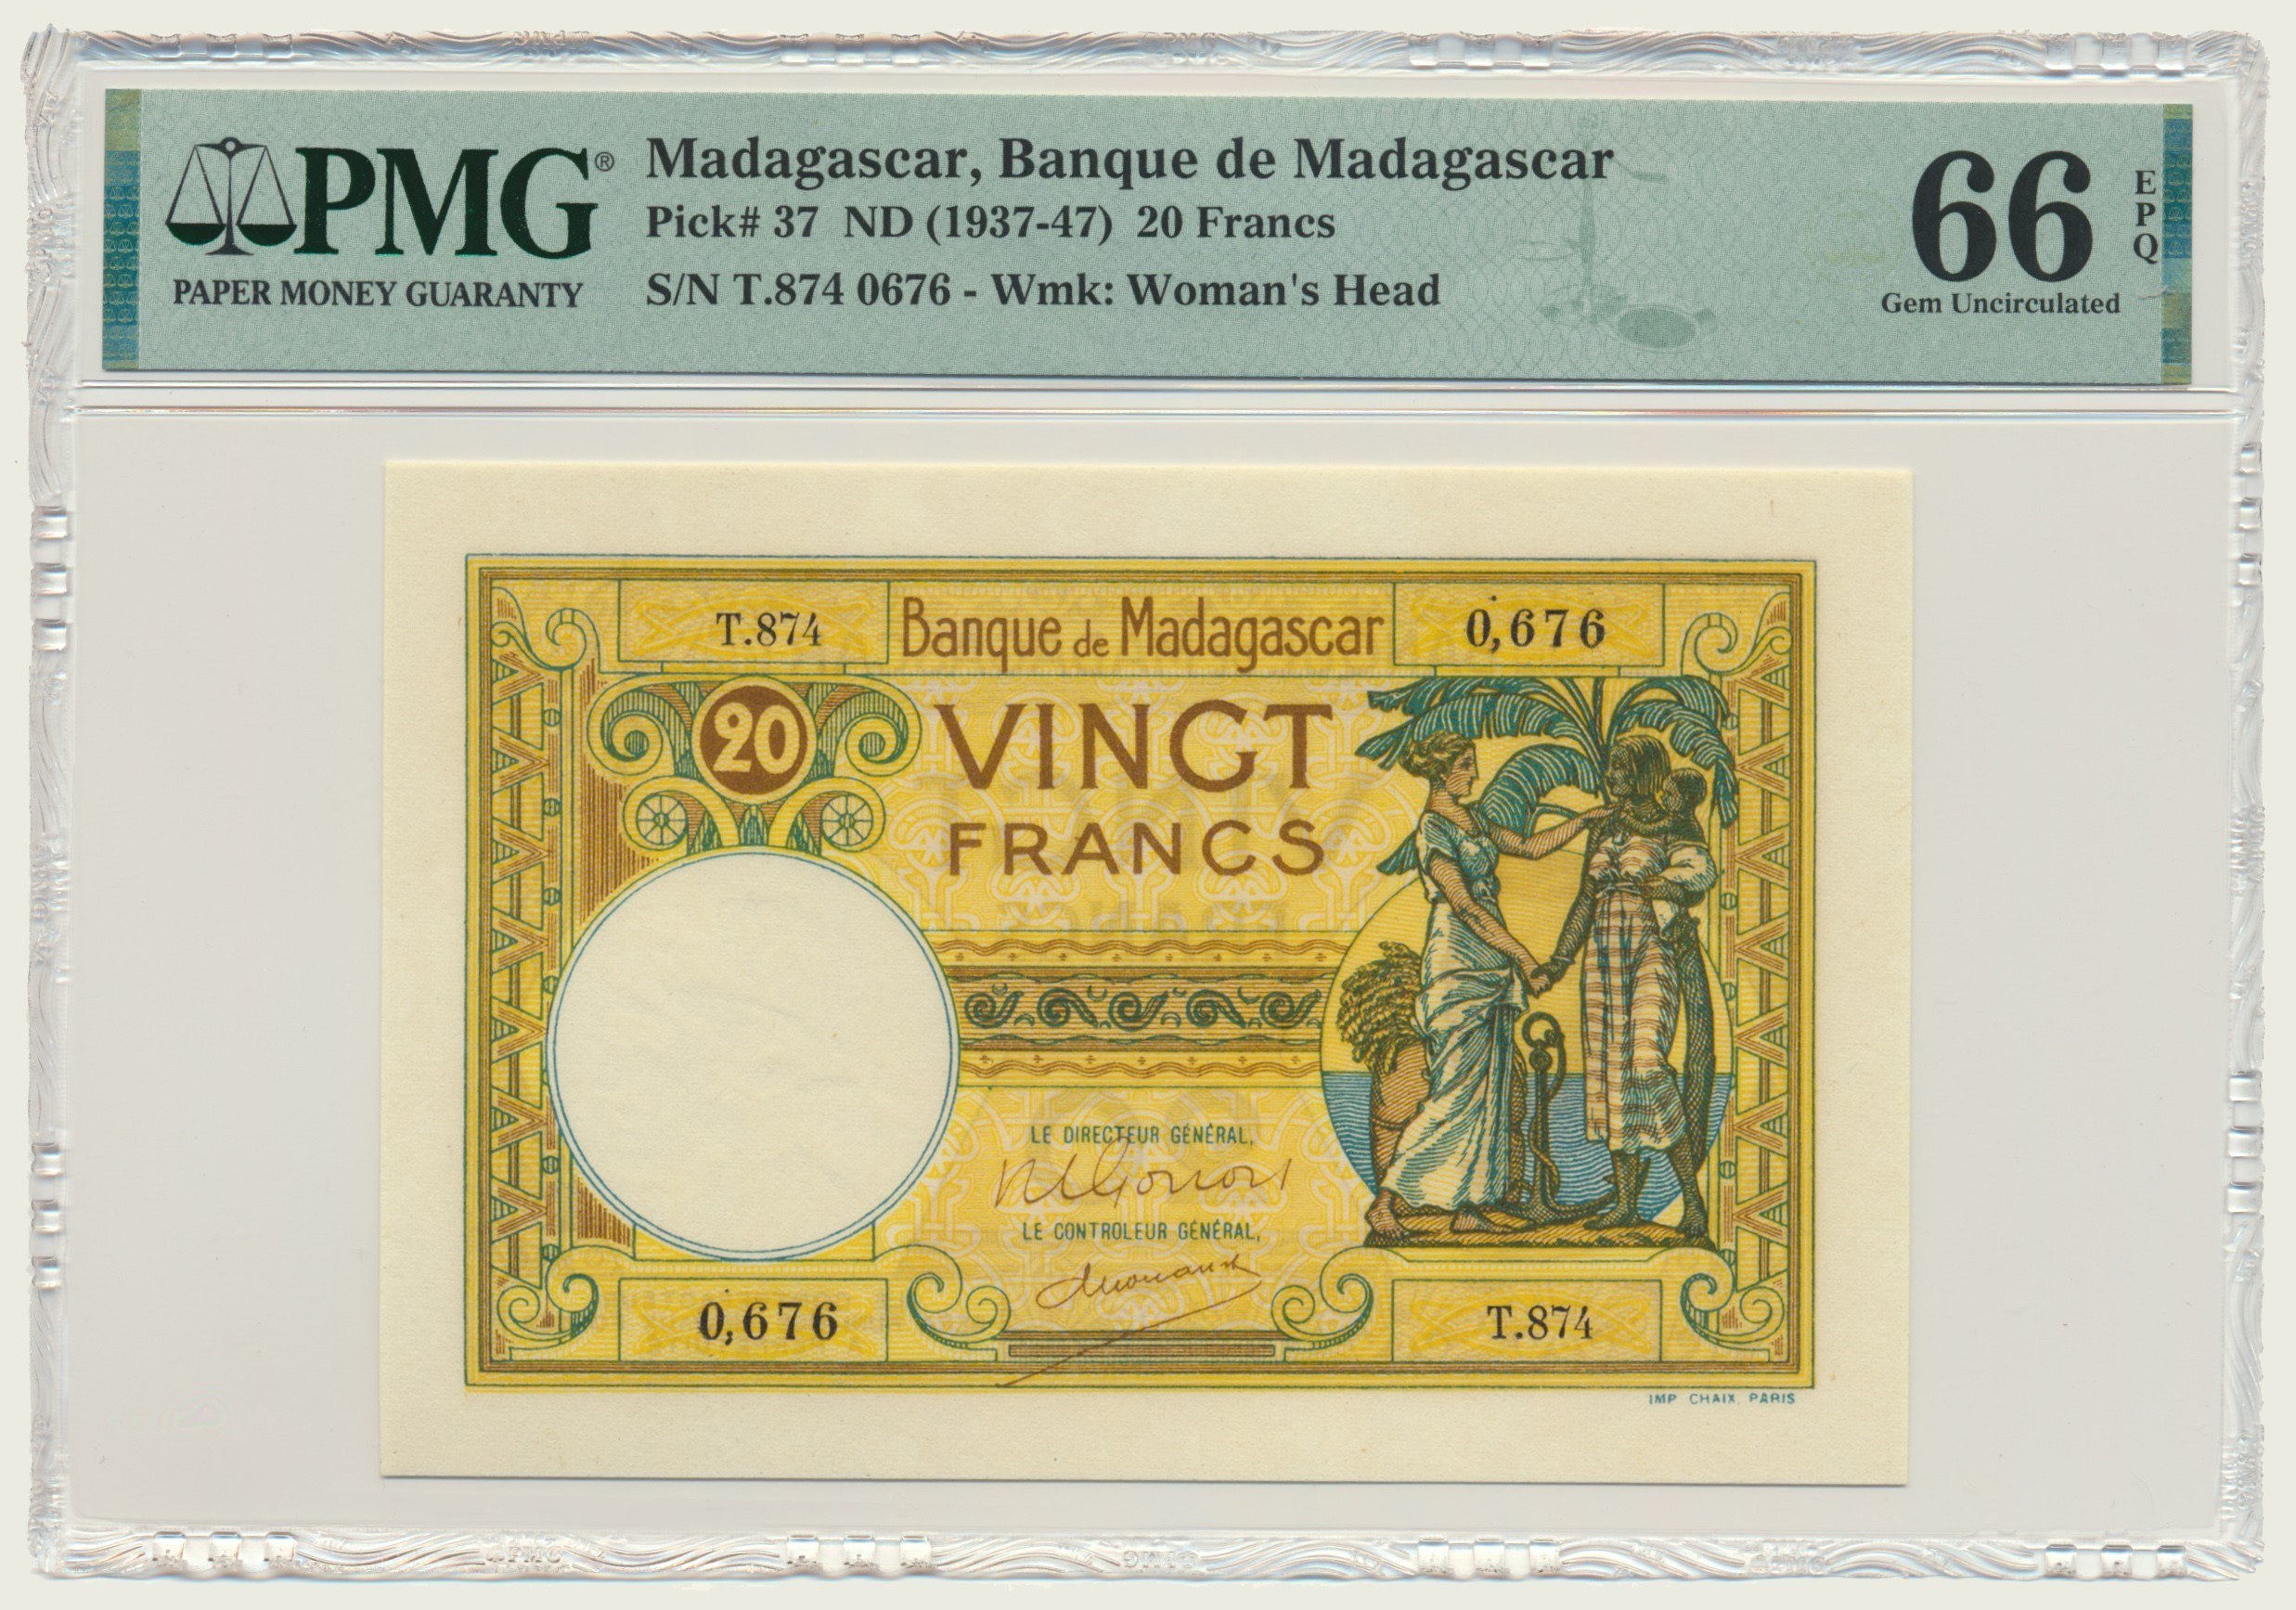 PMG®
PAPER MONEY GUARANTY
Madagascar, Banque de Madagascar
Pick# 37 ND (1937-47) 20 Francs
S/N T.874 0676 - Wmk: Woman's Head
66
EPQ
Gem Uncirculated
T.874
Banque de Madagascar
0,676
20
VINGT
FRANCS
LE DIRECTEUR GÉNÉRAL,
LE CONTROLEUR GÉNÉRAL,
0,676
T.874
IMP CHAIX. PARIS